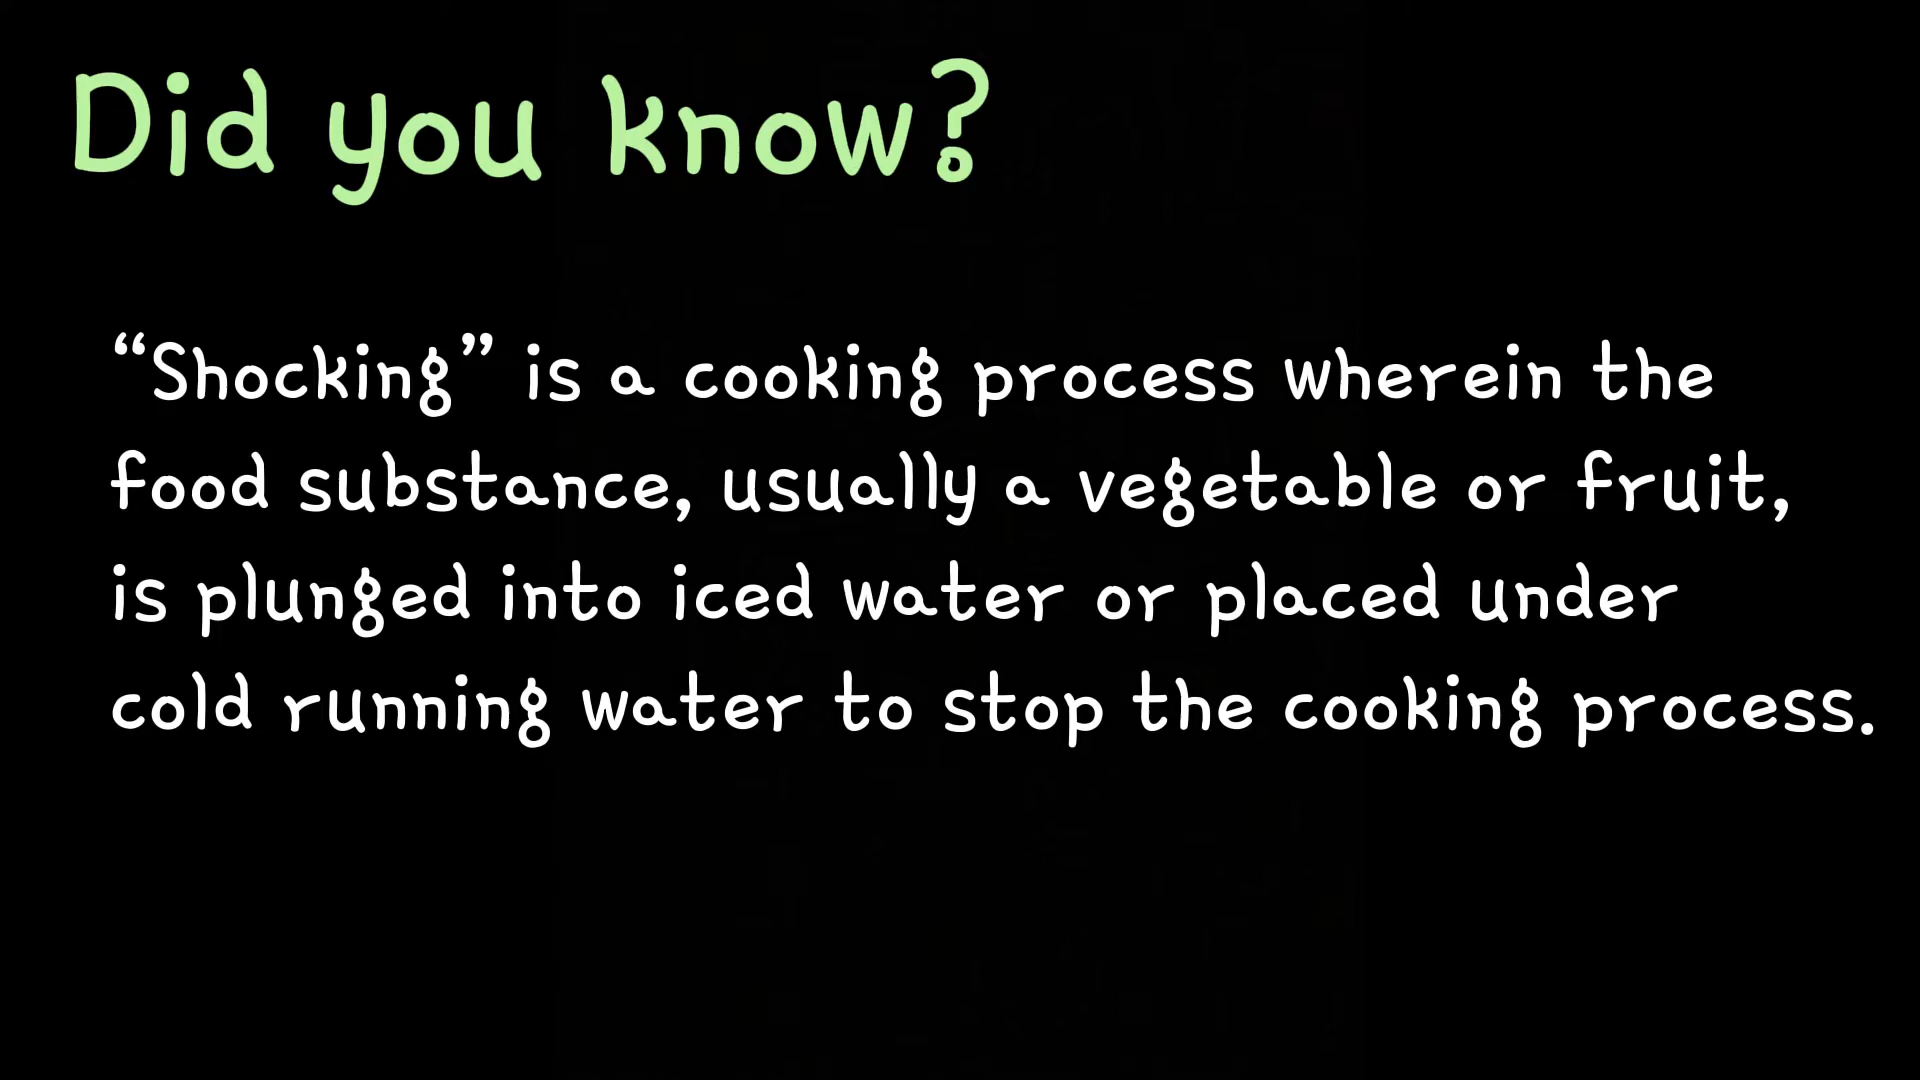 Did you know?
“Shocking” is a cooking process wherein the
food substance, usually a vegetable or fruit,
is plunged into iced water or placed under
cold running water to stop the cooking process.